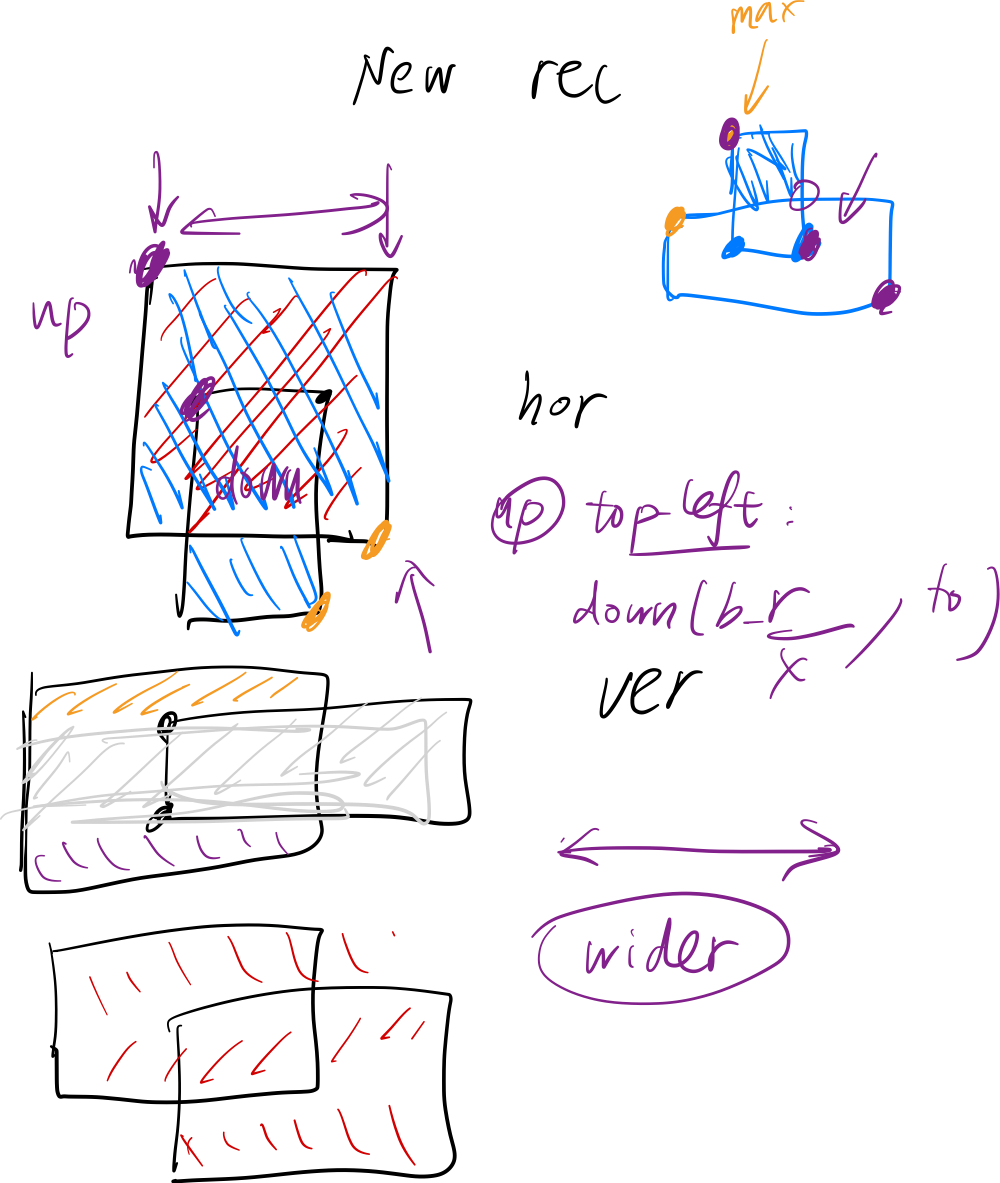 max
New rec
up
hor
down
up top left :
down(b_r , to)
x
ver
wider